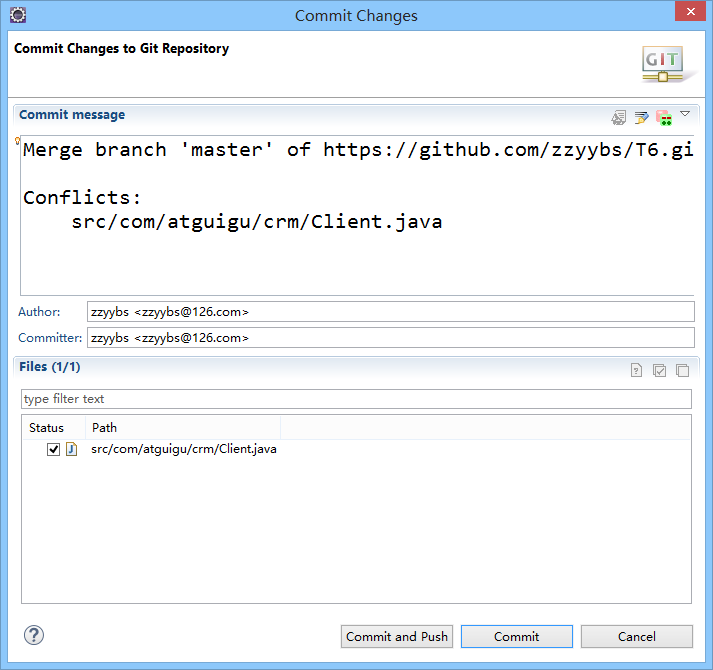 Commit Changes
Commit Changes to Git Repository
GIT
Commit message
Merge branch 'master' of https://github.com/zzyybs/T6.gi
Conflicts:
src/com/atguigu/crm/Client.java
Author:
zzyybs <zzyybs@126.com>
Committer:
zzyybs <zzyybs@126.com>
Files (1/1)
type filter text
Status Path
J src/com/atguigu/crm/Client.java
? Commit and Push Commit Cancel